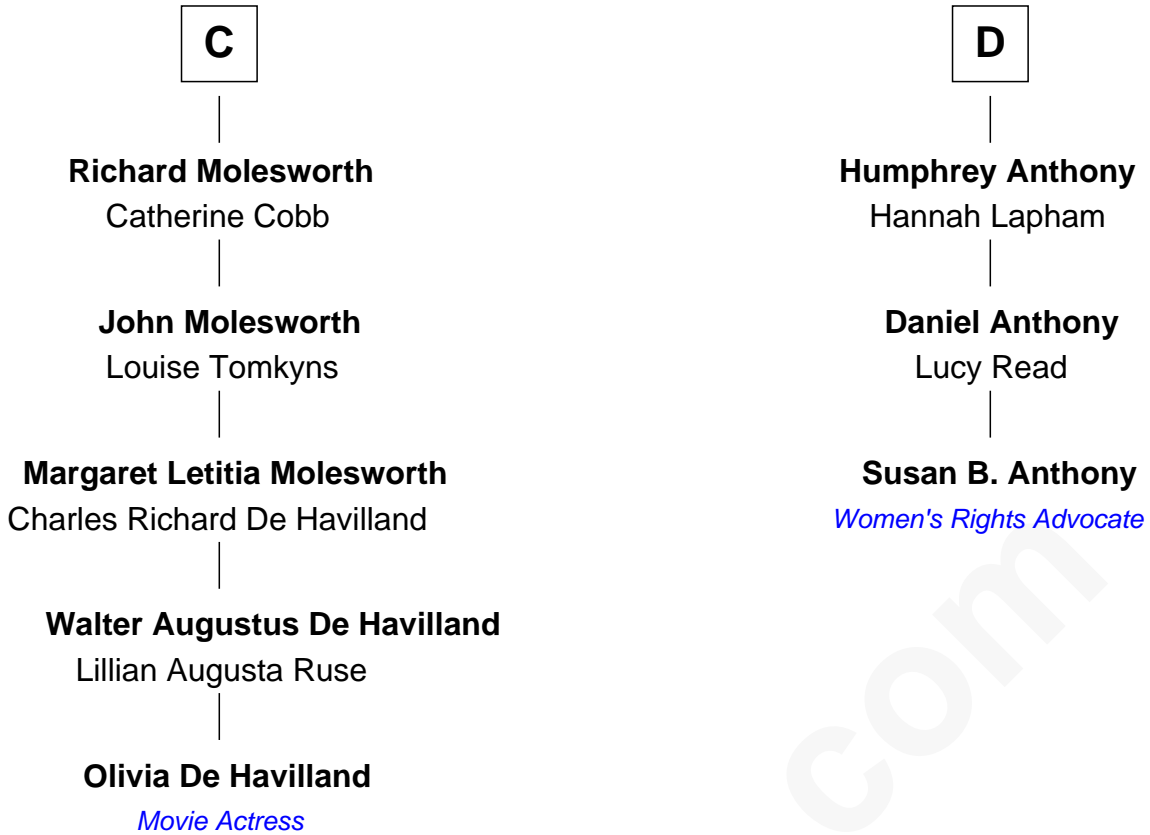 C
Richard Molesworth
Catherine Cobb
John Molesworth
Louise Tomkyns
Margaret Letitia Molesworth
Charles Richard De Havilland
Walter Augustus De Havilland
Lillian Augusta Ruse
Olivia De Havilland
Movie Actress
D
Humphrey Anthony
Hannah Lapham
Daniel Anthony
Lucy Read
Susan B. Anthony
Women's Rights Advocate
com